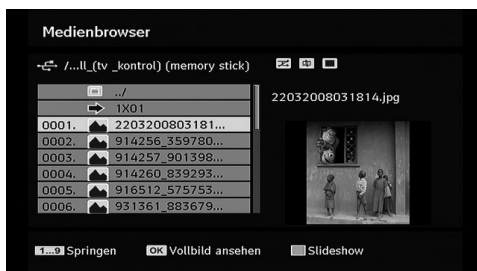 Medienbrowser
/...ll_(tv _kontrol) (memory stick)
../
1X01
22032008031814.jpg
0001. 2203200803181...
0002. 914256_359780...
0003. 914257_901398...
0004. 914260_839293...
0005. 916512_575753...
0006. 931361_883679...
1...9 Springen OK Vollbild ansehen Slideshow